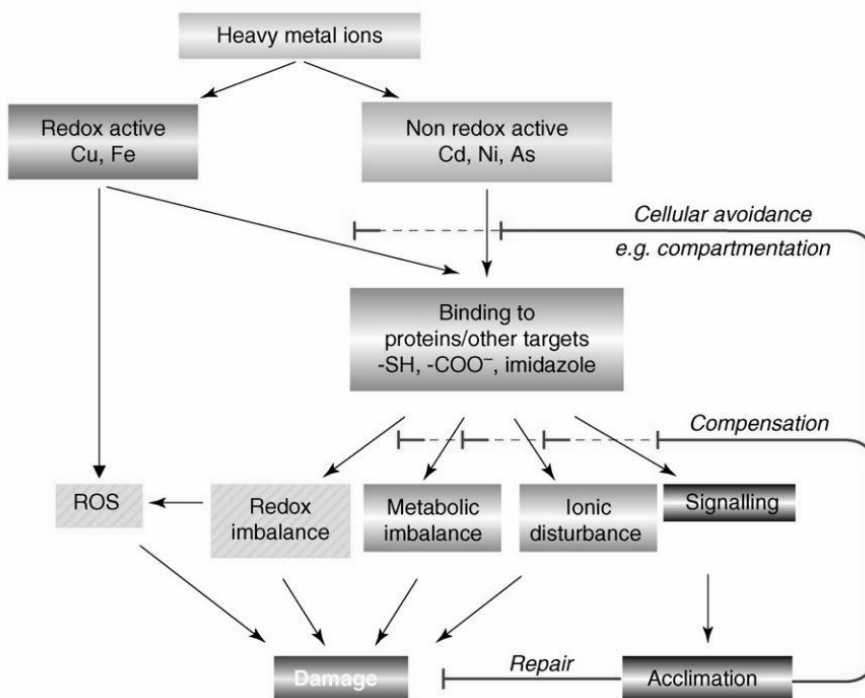 Heavy metal ions
Redox active
Cu, Fe
Non redox active
Cd, Ni, As
Cellular avoidance
e.g. compartmentation
Binding to
proteins/other targets
-SH, -COO⁻, imidazole
Compensation
ROS
Redox
imbalance
Metabolic
imbalance
Ionic
disturbance
Signalling
Damage
Repair
Acclimation